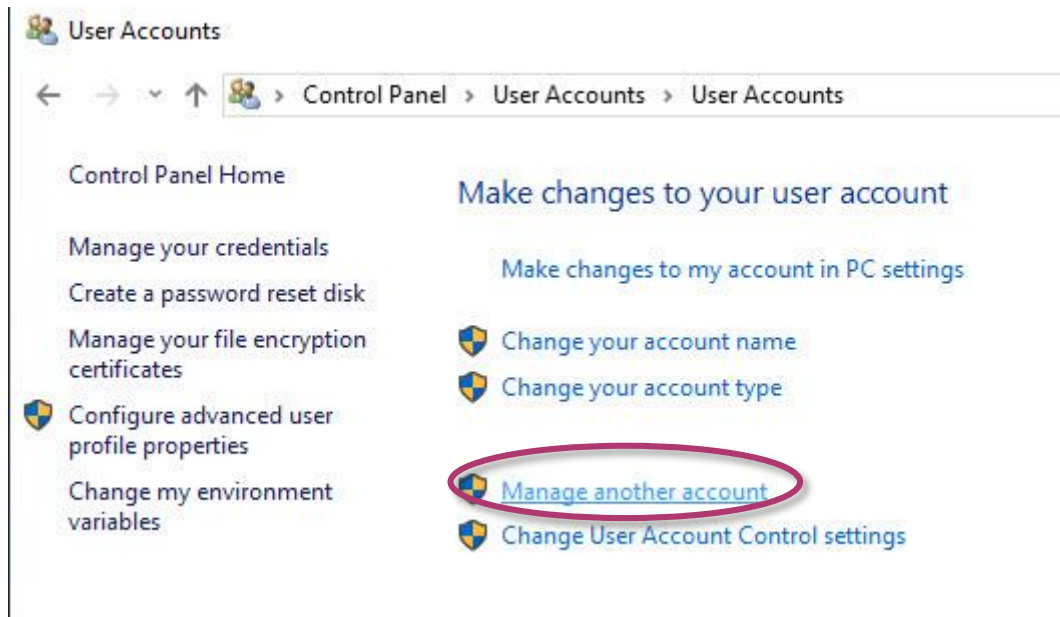 User Accounts
Control Panel > User Accounts > User Accounts
Control Panel Home
Manage your credentials
Create a password reset disk
Manage your file encryption
certificates
Configure advanced user
profile properties
Change my environment
variables
Make changes to your user account
Make changes to my account in PC settings
Change your account name
Change your account type
Manage another account
Change User Account Control settings